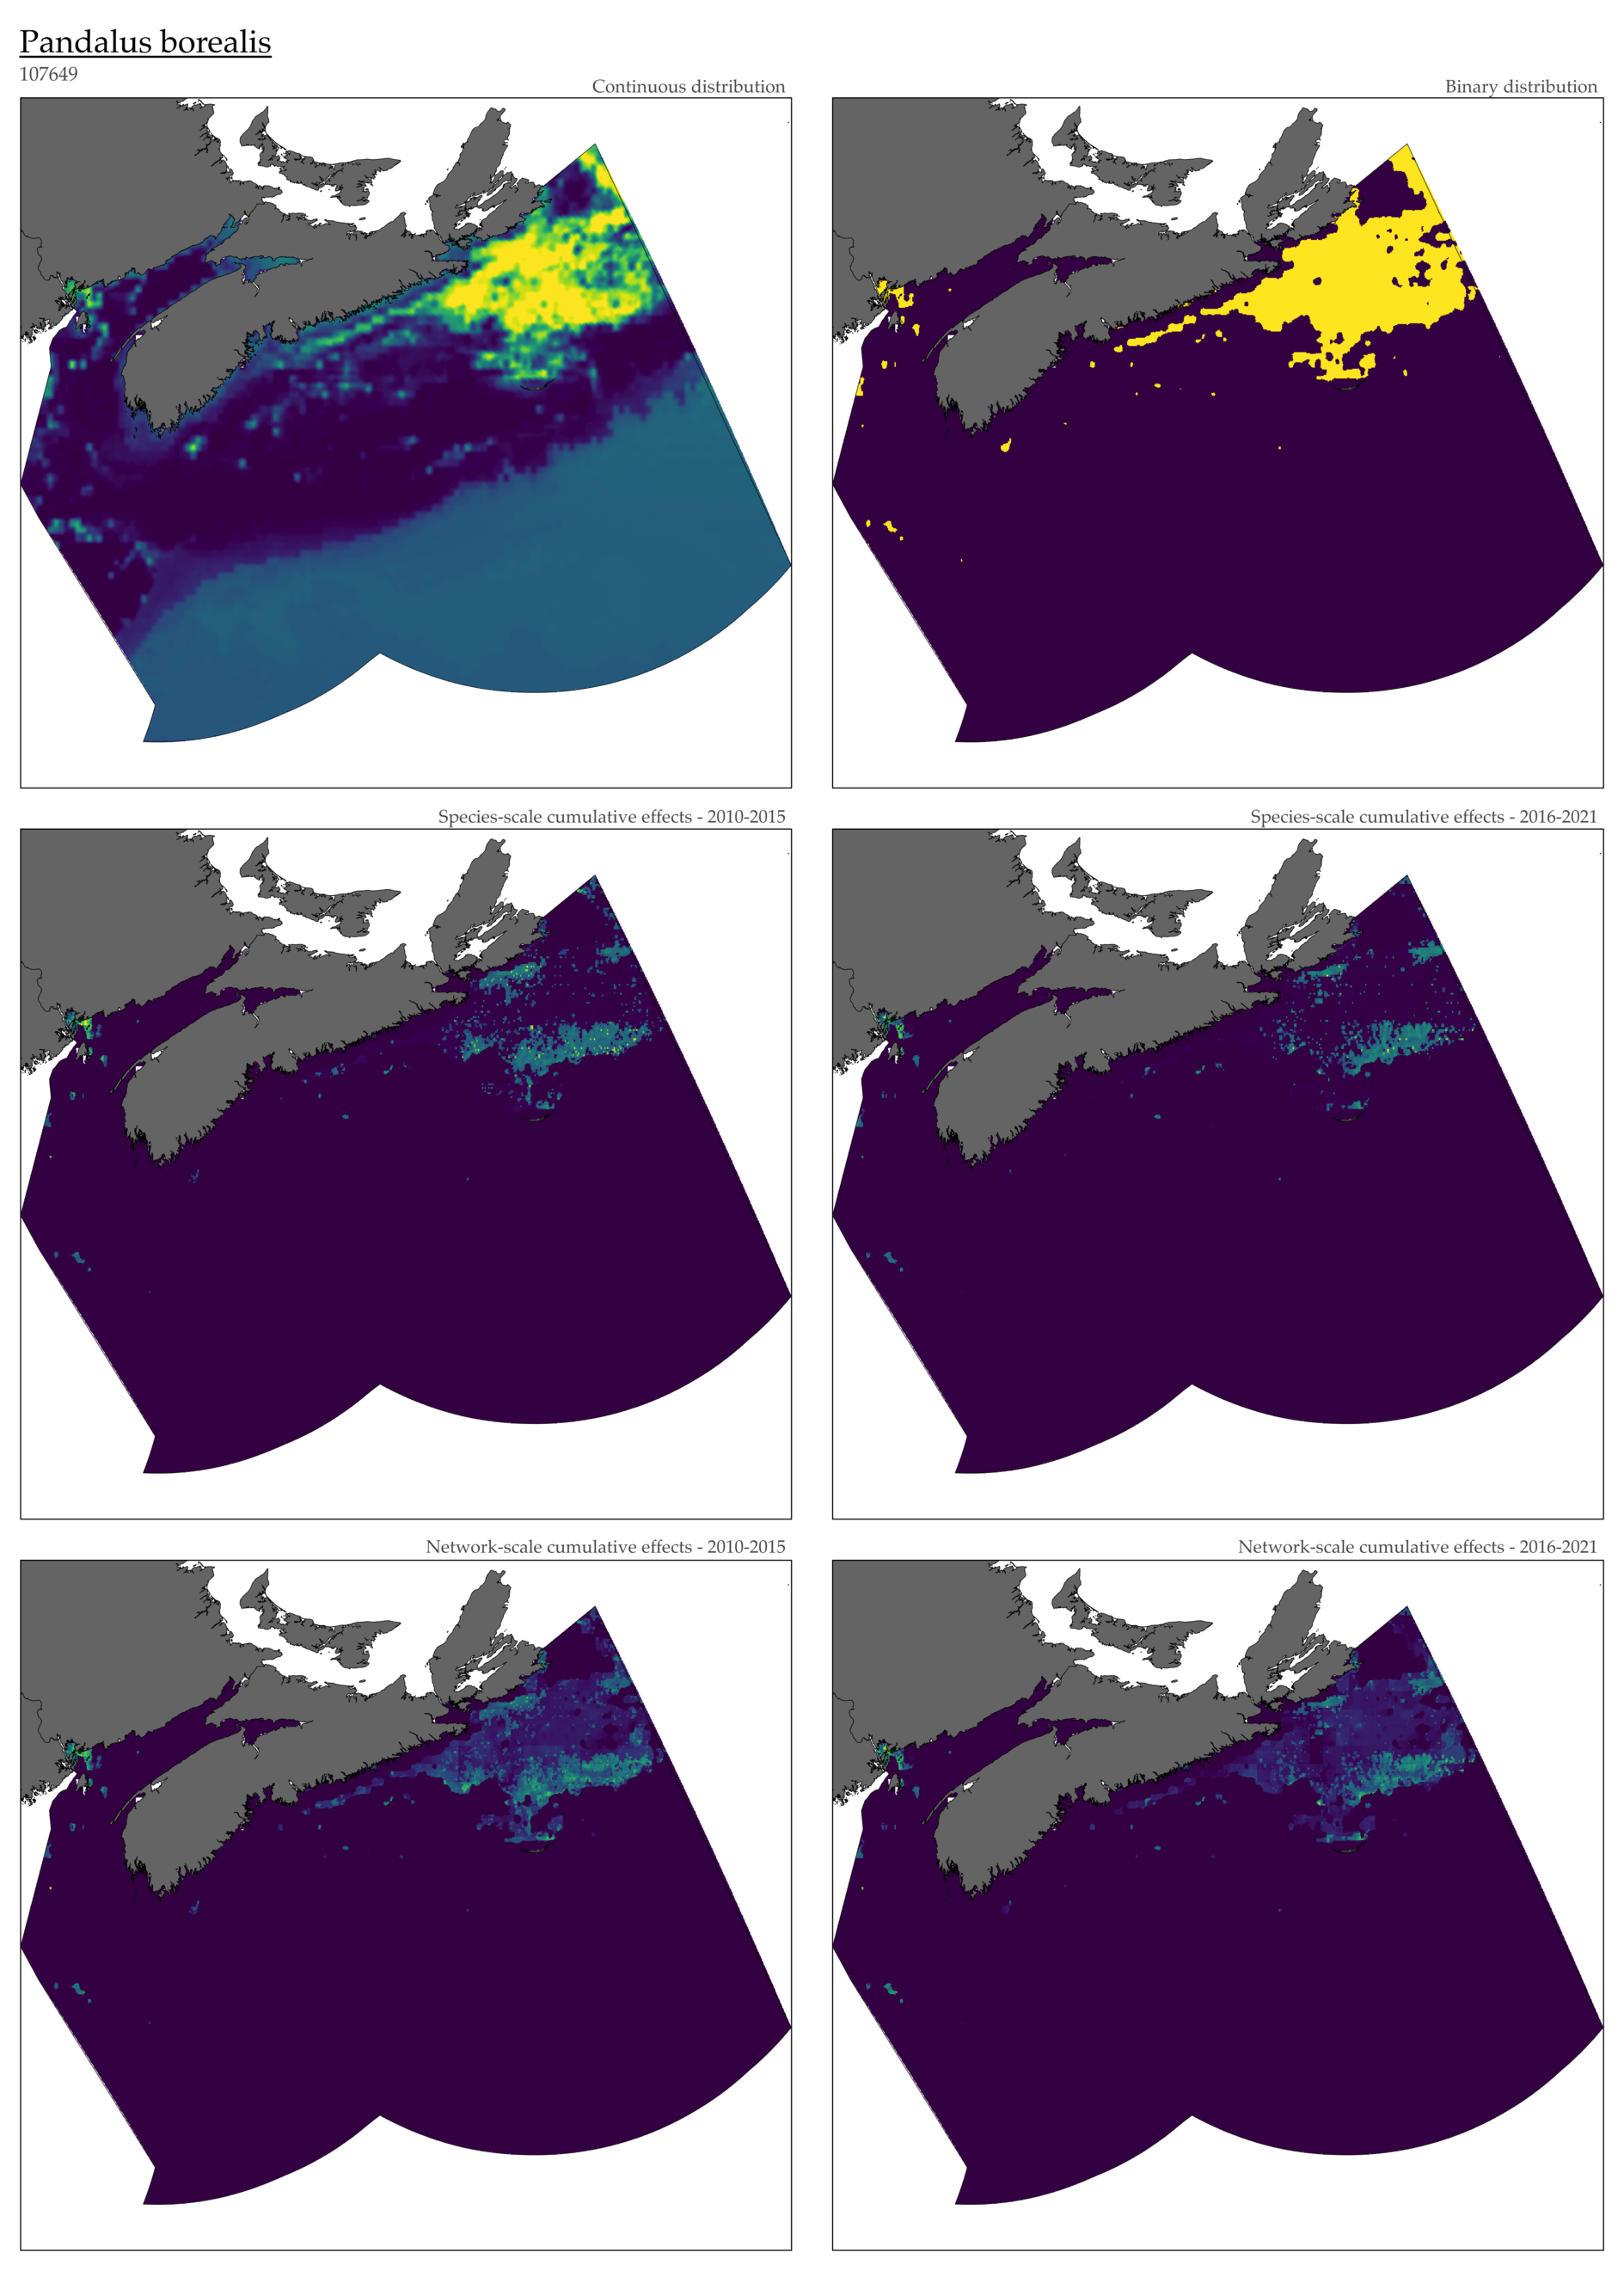 Pandalus borealis
107649
Continuous distribution
Binary distribution
Species-scale cumulative effects - 2010-2015
Species-scale cumulative effects - 2016-2021
Network-scale cumulative effects - 2010-2015
Network-scale cumulative effects - 2016-2021